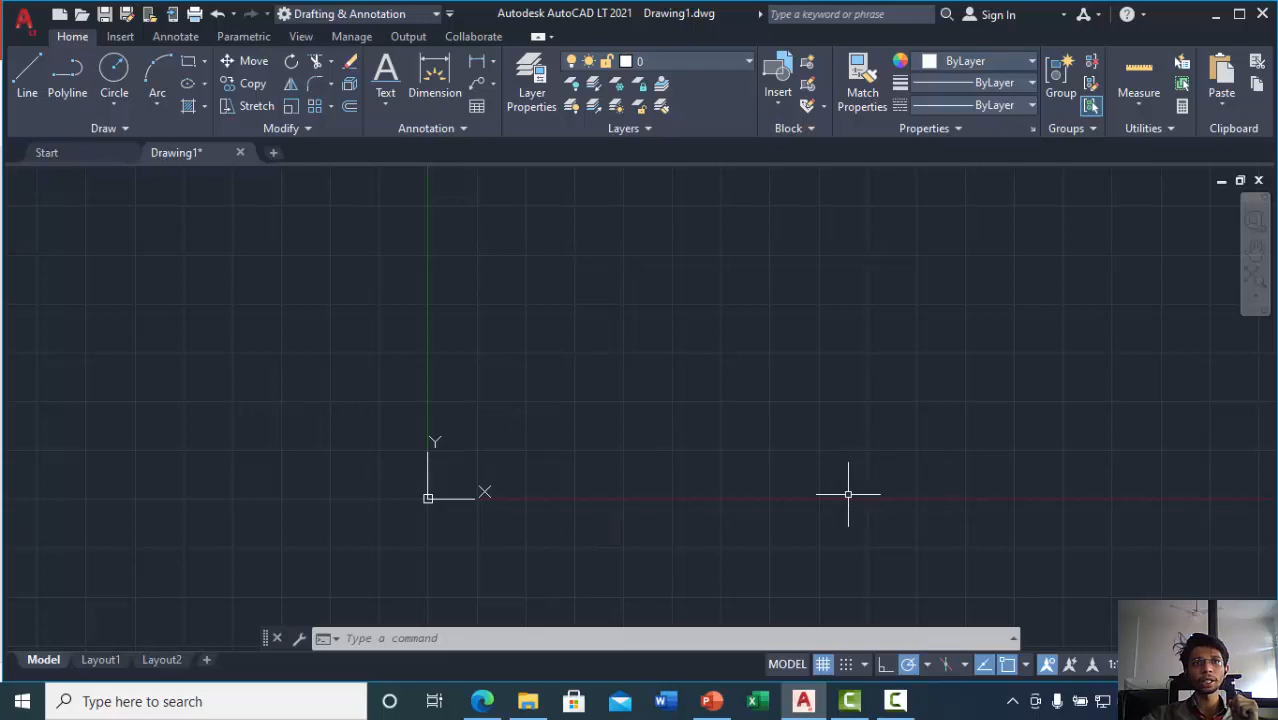 LT
Drafting & Annotation
Autodesk AutoCAD LT 2021 Drawing1.dwg
Type a keyword or phrase
Sign In
Home Insert Annotate Parametric View Manage Output Collaborate
Line Polyline Circle Arc
Move
Copy
Stretch
Text Dimension
Layer Properties
0
Insert
Match Properties
ByLayer
ByLayer
ByLayer
Group
Measure
Paste
Draw Modify Annotation Layers Block Properties Groups Utilities Clipboard
Start Drawing1*
Y
X
Type a command
Model Layout1 Layout2
MODEL
Type here to search